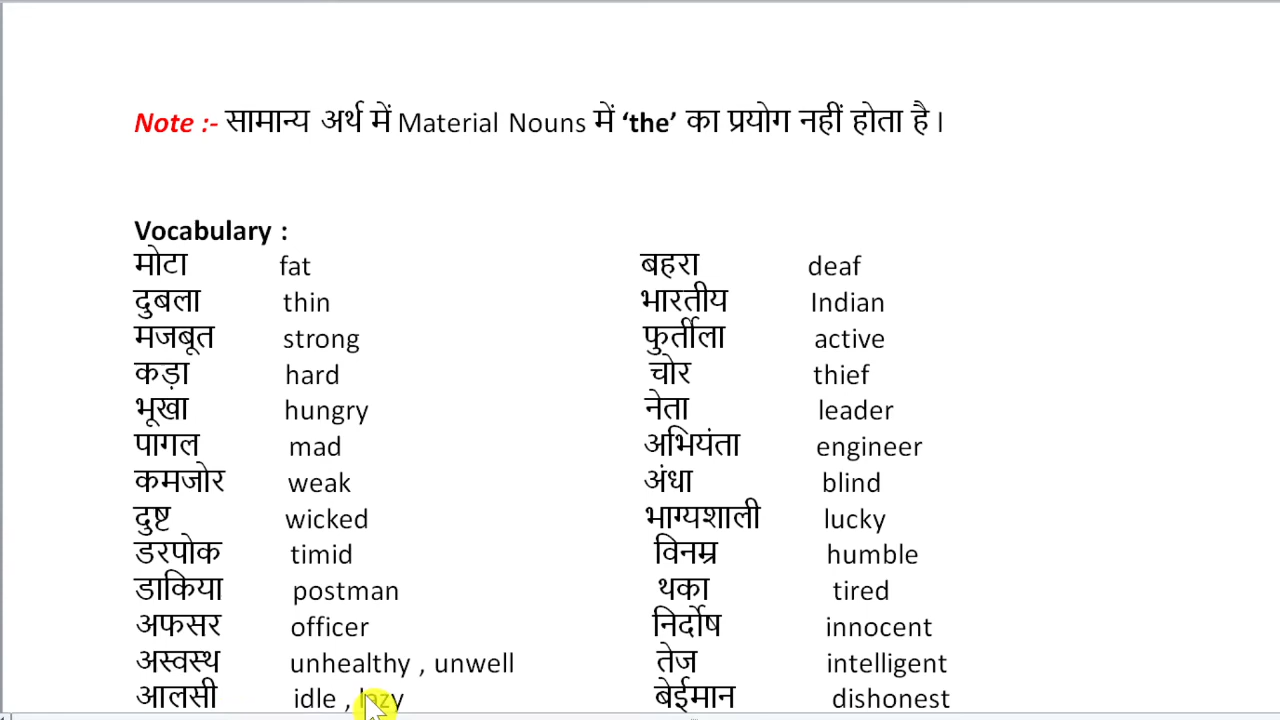 Note :- सामान्य अर्थ में Material Nouns में ‘the’ का प्रयोग नहीं होता है ।
Vocabulary :
मोटा fat बहरा deaf
दुबला thin भारतीय Indian
मजबूत strong फुर्तीला active
कड़ा hard चोर thief
भूखा hungry नेता leader
पागल mad अभियंता engineer
कमजोर weak अंधा blind
दुष्ट wicked भाग्यशाली lucky
डरपोक timid विनम्र humble
डाकिया postman थका tired
अफसर officer निर्दोष innocent
अस्वस्थ unhealthy , unwell तेज intelligent
आलसी idle , lazy बेईमान dishonest